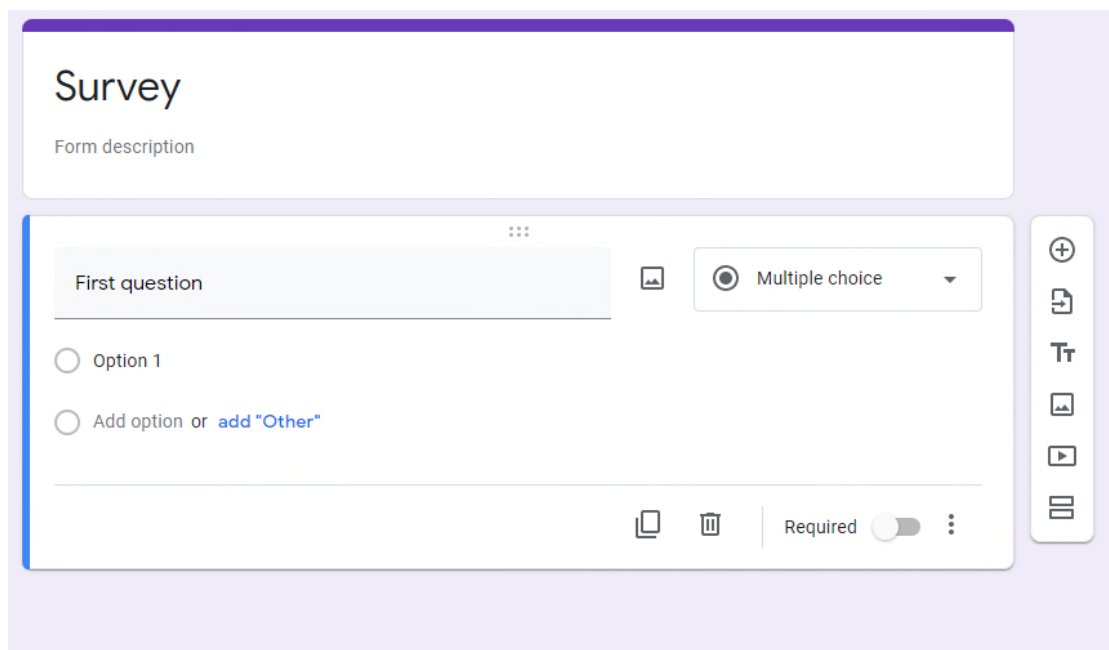 Survey
Form description
First question
Multiple choice
Option 1
Add option or add "Other"
Required